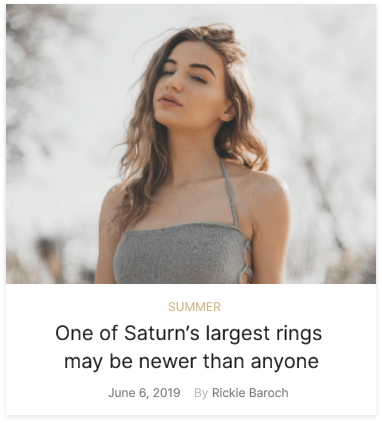 SUMMER
One of Saturn’s largest rings
may be newer than anyone
June 6, 2019 By Rickie Baroch